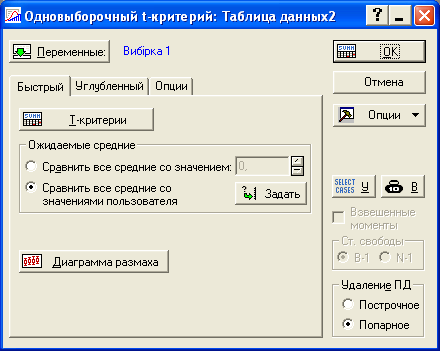 Одновыборочный t-критерий: Таблица данных2
Переменные: Вибірка 1
Быстрый Углубленный Опции
Т-критерии
Ожидаемые средние
Сравнить все средние со значением: 0,
Сравнить все средние со
значениями пользователя
Задать
Диаграмма размаха
SUMM OK
Отмена
Опции
SELECT CASES У
В
Взвешенные
моменты
Ст. свободы
В-1 N-1
Удаление ПД
Построчное
Попарное